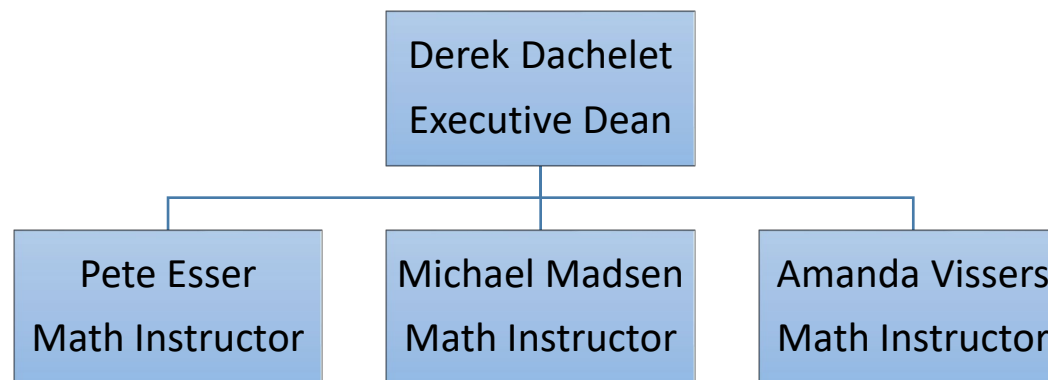 Derek Dachelet
Executive Dean
Pete Esser
Math Instructor
Michael Madsen
Math Instructor
Amanda Vissers
Math Instructor